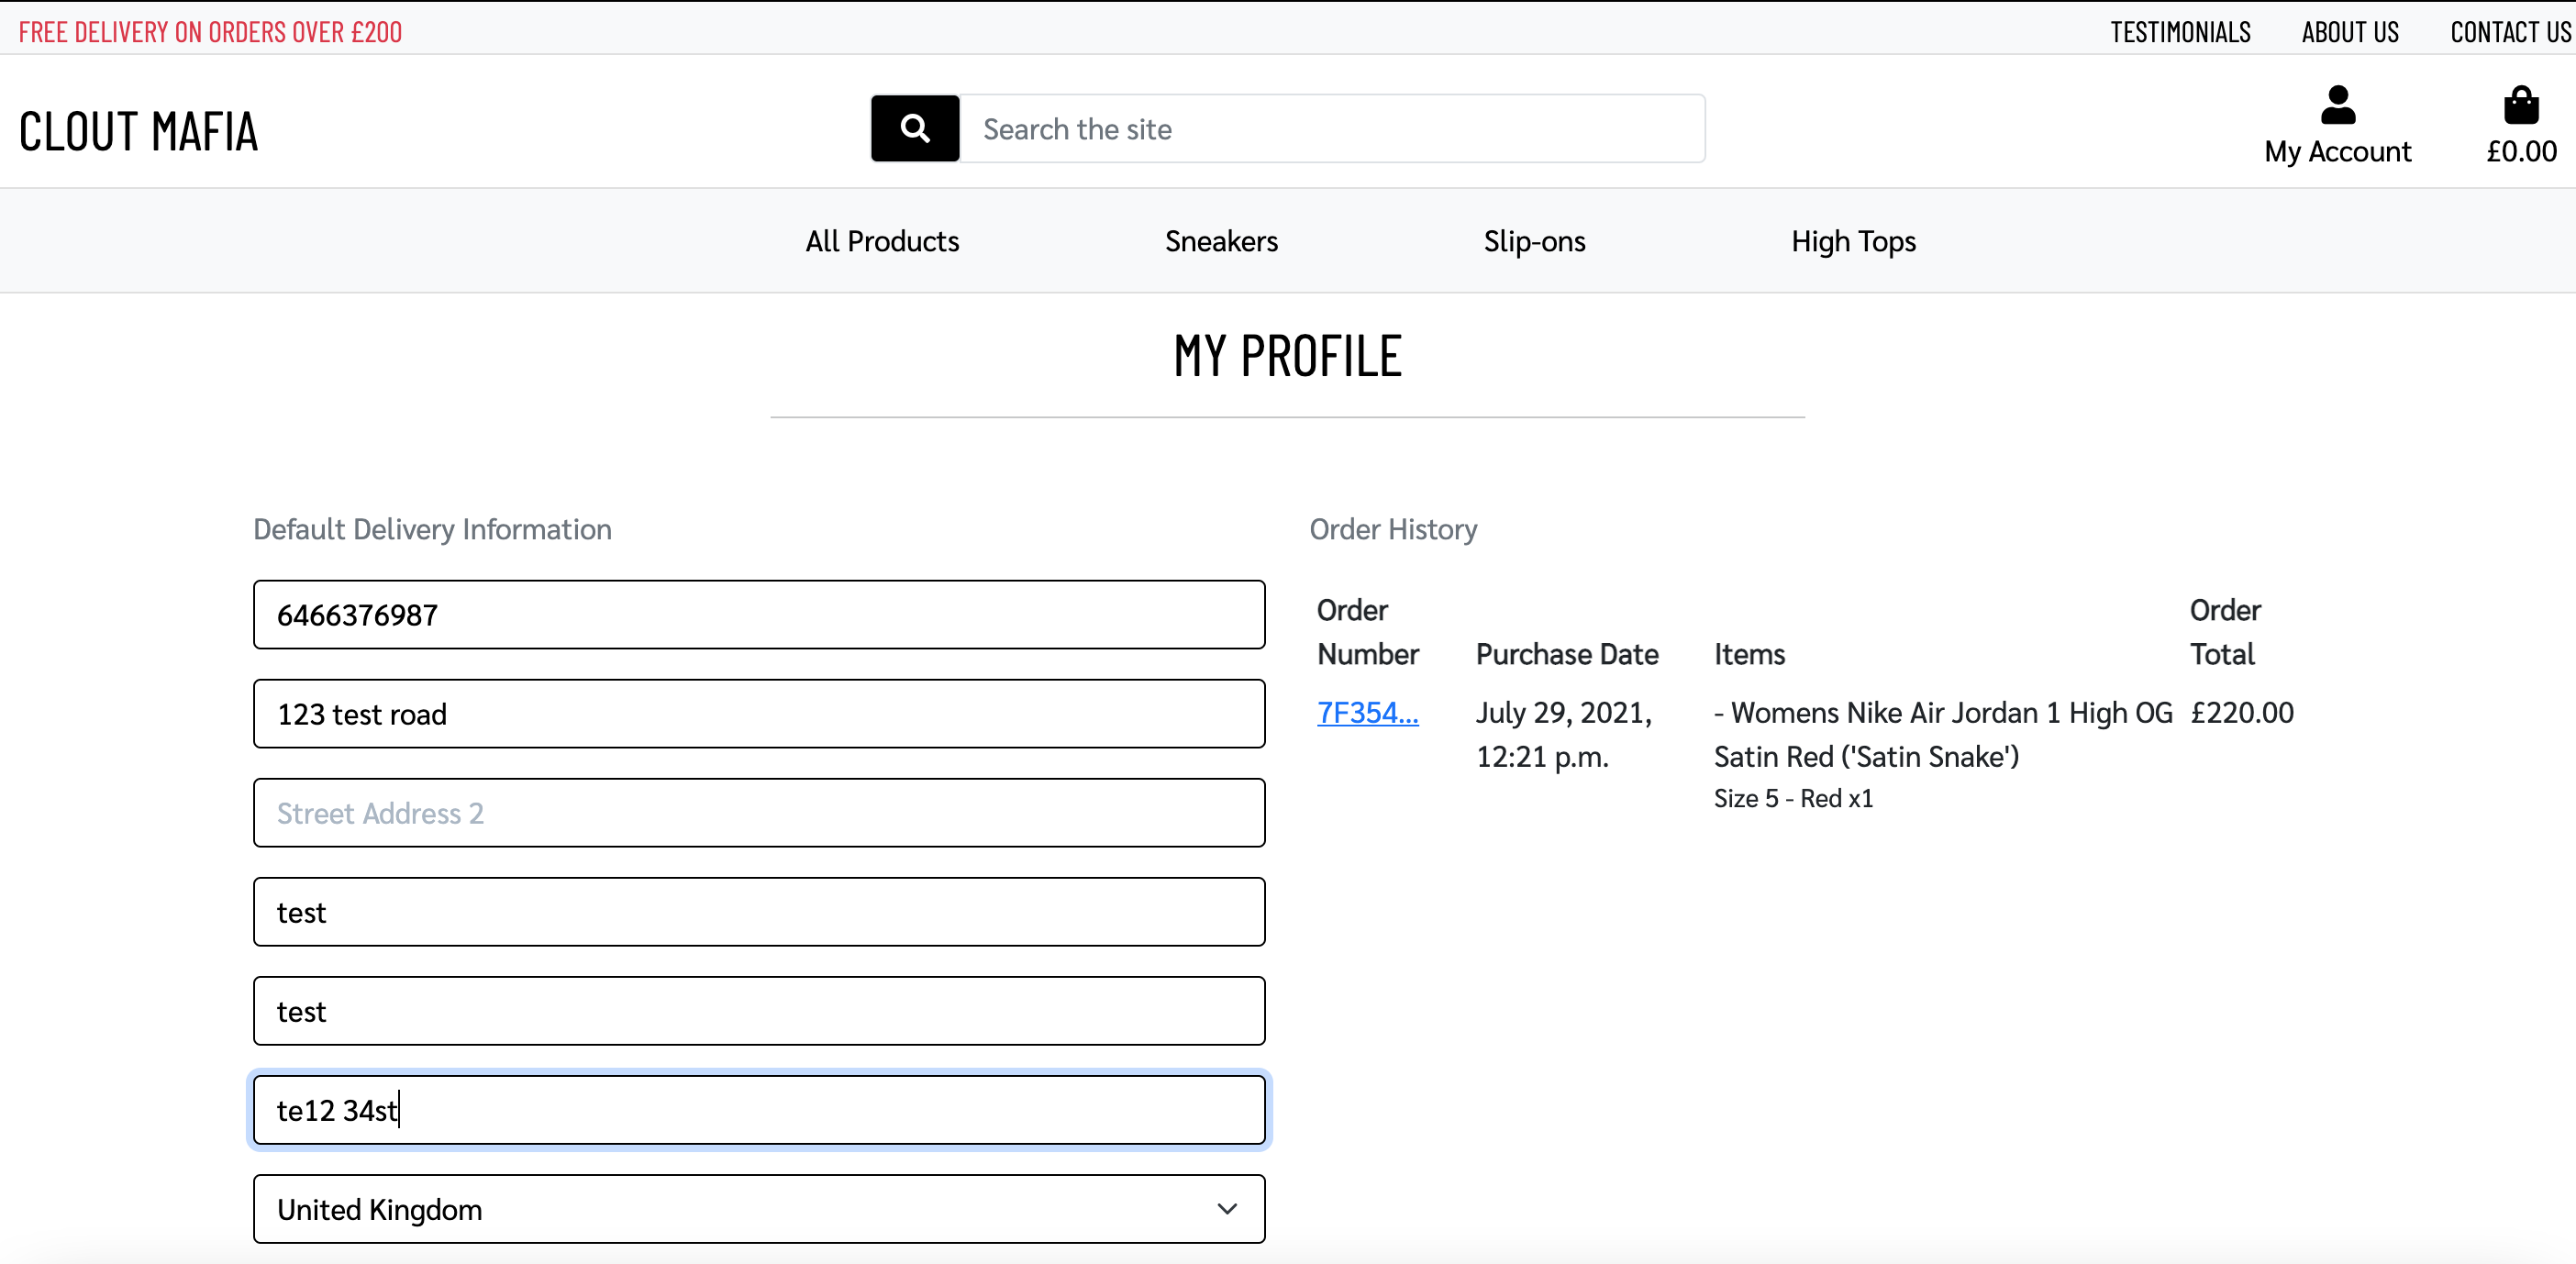 FREE DELIVERY ON ORDERS OVER £200
TESTIMONIALS
ABOUT US
CONTACT US
CLOUT MAFIA
Search the site
My Account
£0.00
All Products
Sneakers
Slip-ons
High Tops
MY PROFILE
Default Delivery Information
6466376987
123 test road
Street Address 2
test
test
te12 34st
United Kingdom
Order History
Order
Number
Purchase Date
Items
Order
Total
7F354...
July 29, 2021,
12:21 p.m.
- Womens Nike Air Jordan 1 High OG
Satin Red ('Satin Snake')
Size 5 - Red x1
£220.00